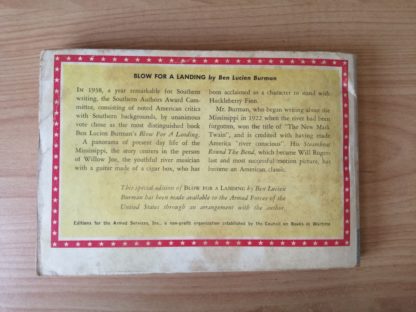 BLOW FOR A LANDING by Ben Lucien Burman
IN 1938, a year remarkable for Southern
writing, the Southern Authors Award Com-
mittee, consisting of noted American critics
with Southern backgrounds, by unanimous
vote chose as the most distinguished book
Ben Lucien Burman's Blow For A Landing.
A panorama of present day life of the
Mississippi, the story centers in the person
of Willow Joe, the youthful river musician
with a guitar made of a cigar box, who has
been acclaimed as a character to stand with
Huckleberry Finn.
Mr. Burman, who began writing about the
Mississippi in 1922 when the river had been
forgotten, won the title of "The New Mark
Twain", and is credited with having made
America "river conscious". His Steamboat
Round The Bend, which became Will Rogers
last and most successful motion picture, has
become an American classic.
This special edition of BLOW FOR A LANDING by Ben Lucien
Burman has been made available to the Armed Forces of the
United States through an arrangement with the author.
Editions for the Armed Services, Inc., a non-profit organization established by the Council on Books in Wartime